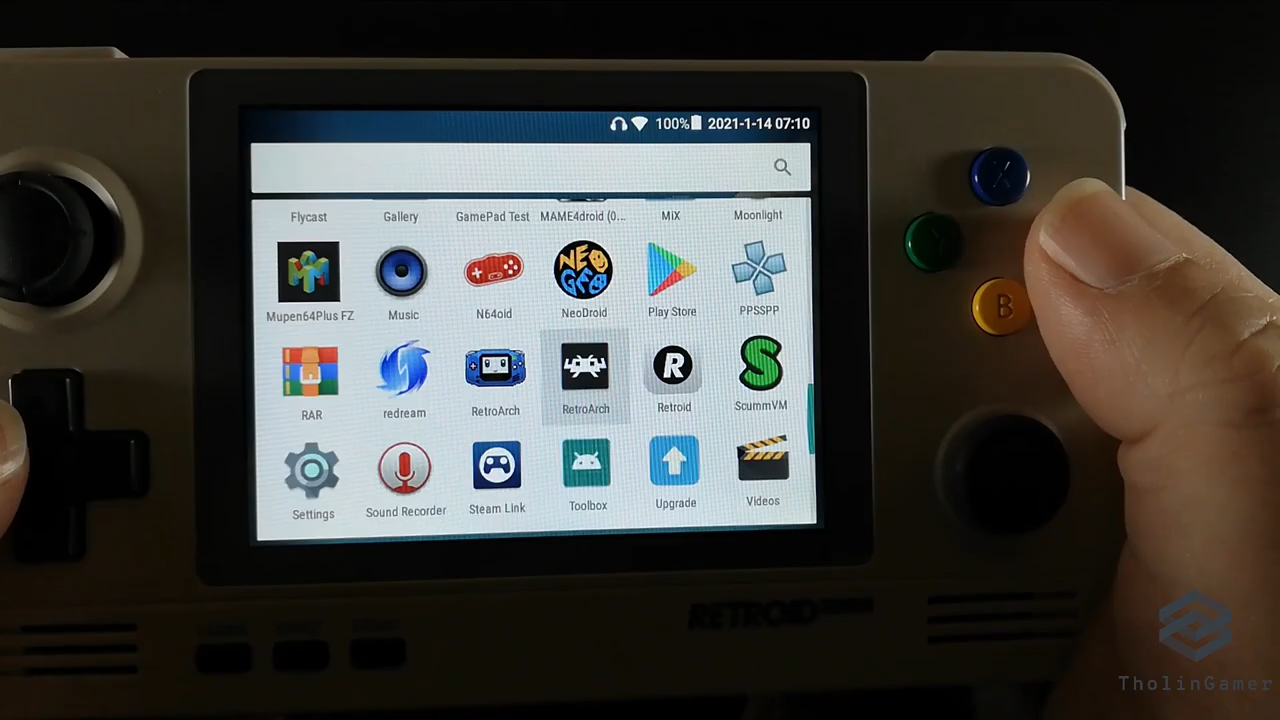 100% 2021-1-14 07:10
X
Flycast Gallery GamePad Test MAME4droid (0... MiX Moonlight
Y
NEO
GEO
Mupen64Plus FZ Music N64oid NeoDroid Play Store PPSSPP
B
R
S
RAR redream RetroArch RetroArch Retroid ScummVM
Settings Sound Recorder Steam Link Toolbox Upgrade Videos
RETROID
TholinGamer